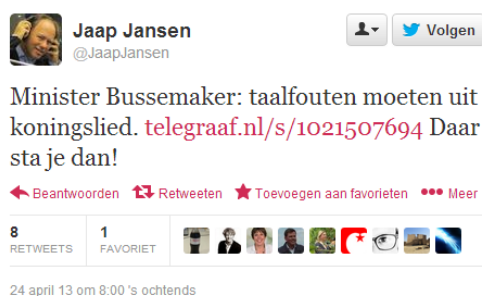 Jaap Jansen
@JaapJansen
Volgen
Minister Bussemaker: taalfouten moeten uit
koningslied. telegraaf.nl/s/1021507694 Daar
sta je dan!
Beantwoorden Retweeten Toevoegen aan favorieten Meer
8 1
RETWEETS FAVORIET
24 april 13 om 8:00 's ochtends